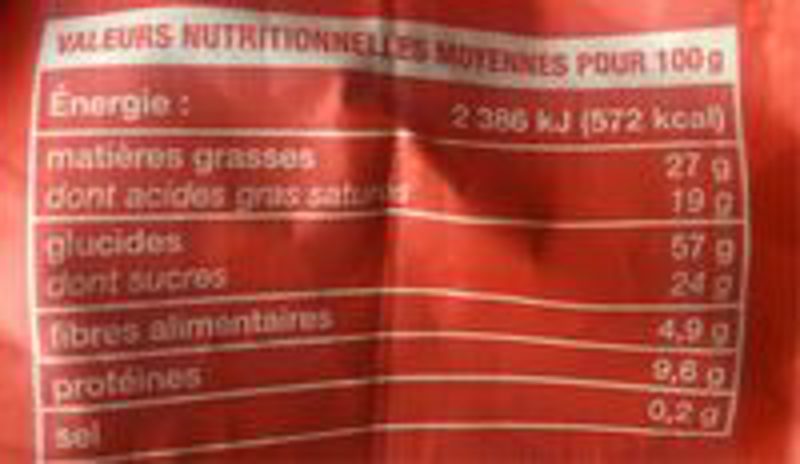 VALEURS NUTRITIONNELLES MOYENNES POUR 100 g
Énergie : 2 386 kJ (572 kcal)
matières grasses 27 g
dont acides gras saturés 19 g
glucides 57 g
dont sucres 24 g
fibres alimentaires 4,9 g
protéines 9,6 g
sel 0,2 g